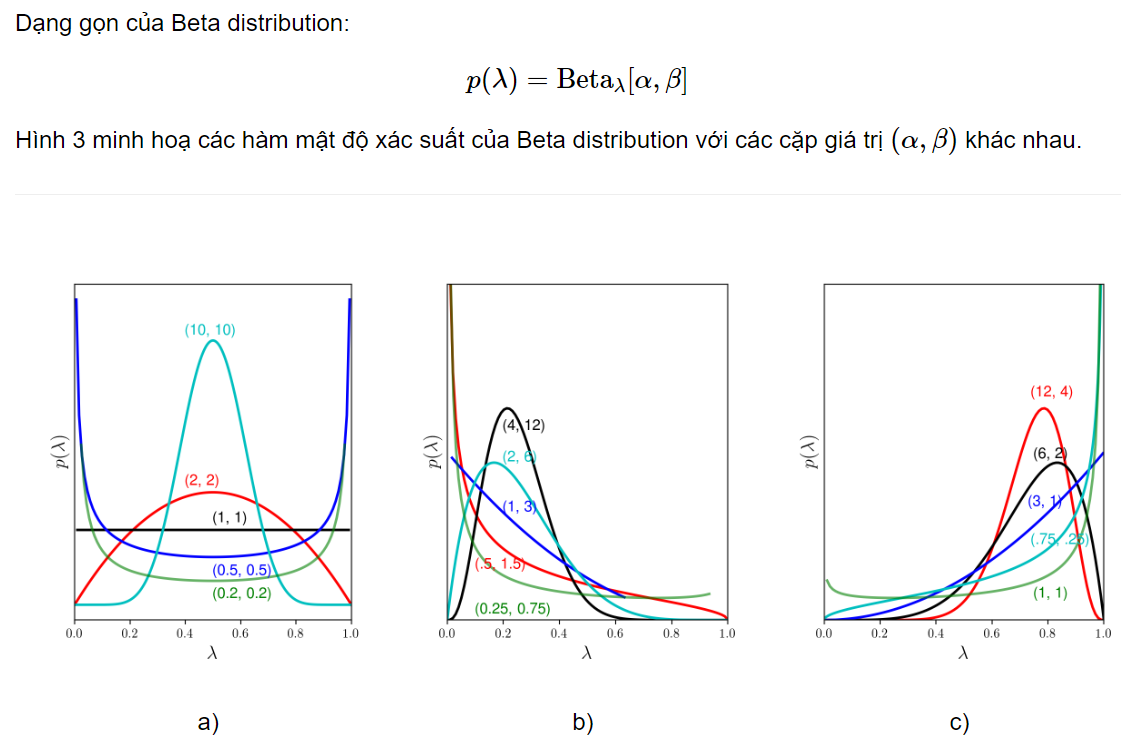 Dạng gọn của Beta distribution:
p(λ) = Beta_λ[α, β]
Hình 3 minh hoạ các hàm mật độ xác suất của Beta distribution với các cặp giá trị (α, β) khác nhau.
(10, 10)
(2, 2)
(1, 1)
(0.5, 0.5)
(0.2, 0.2)
p(λ)
0.0 0.2 0.4 0.6 0.8 1.0
λ
a)
(4, 12)
(2, 6)
(1, 3)
(.5, 1.5)
(0.25, 0.75)
p(λ)
0.0 0.2 0.4 0.6 0.8 1.0
λ
b)
(12, 4)
(6, 2)
(3, 1)
(.75, .25)
(1, 1)
p(λ)
0.0 0.2 0.4 0.6 0.8 1.0
λ
c)